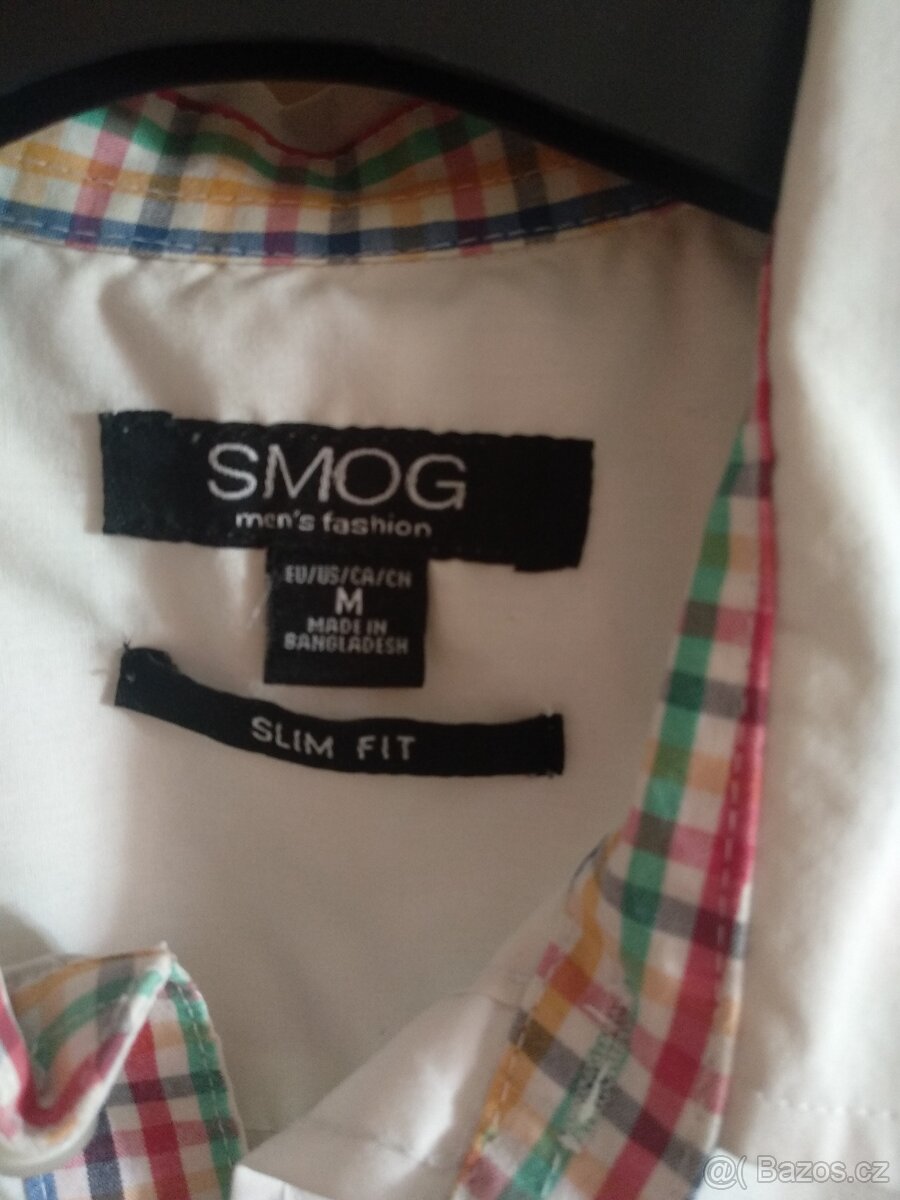 SMOG
men's fashion
EU/US/CA/CN
M
MADE IN
BANGLADESH
SLIM FIT
@( Bazos.cz